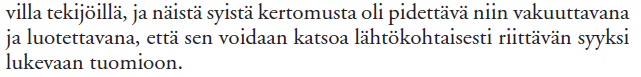 villa tekijöillä, ja näistä syistä kertomusta oli pidettävä niin vakuuttavana
ja luotettavana, että sen voidaan katsoa lähtökohtaisesti riittävän syyksi
lukevaan tuomioon.